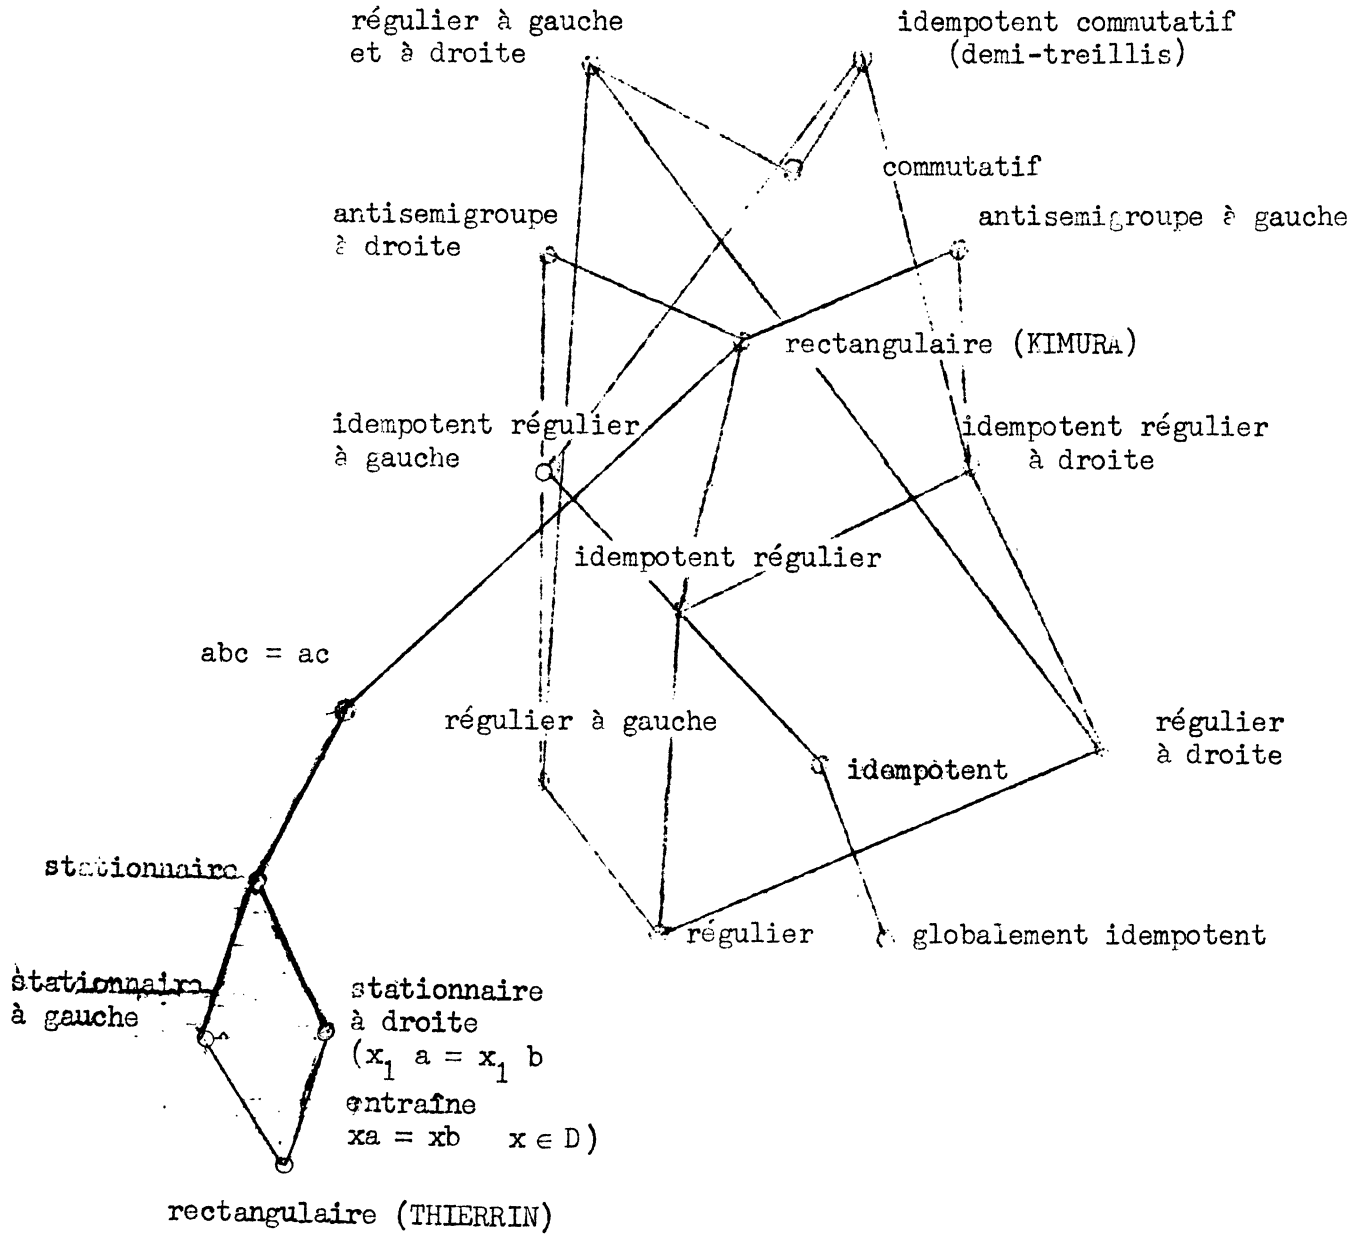 régulier à gauche
et à droite
idempotent commutatif
(demi-treillis)
commutatif
antisemigroupe
à droite
antisemigroupe à gauche
rectangulaire (KIMURA)
idempotent régulier
à gauche
idempotent régulier
à droite
idempotent régulier
abc = ac
régulier à gauche
régulier
à droite
idempotent
stationnaire
régulier
globalement idempotent
stationnaire
à gauche
stationnaire
à droite
(x₁ a = x₁ b
entraîne
xa = xb x ∈ D)
rectangulaire (THIERRIN)